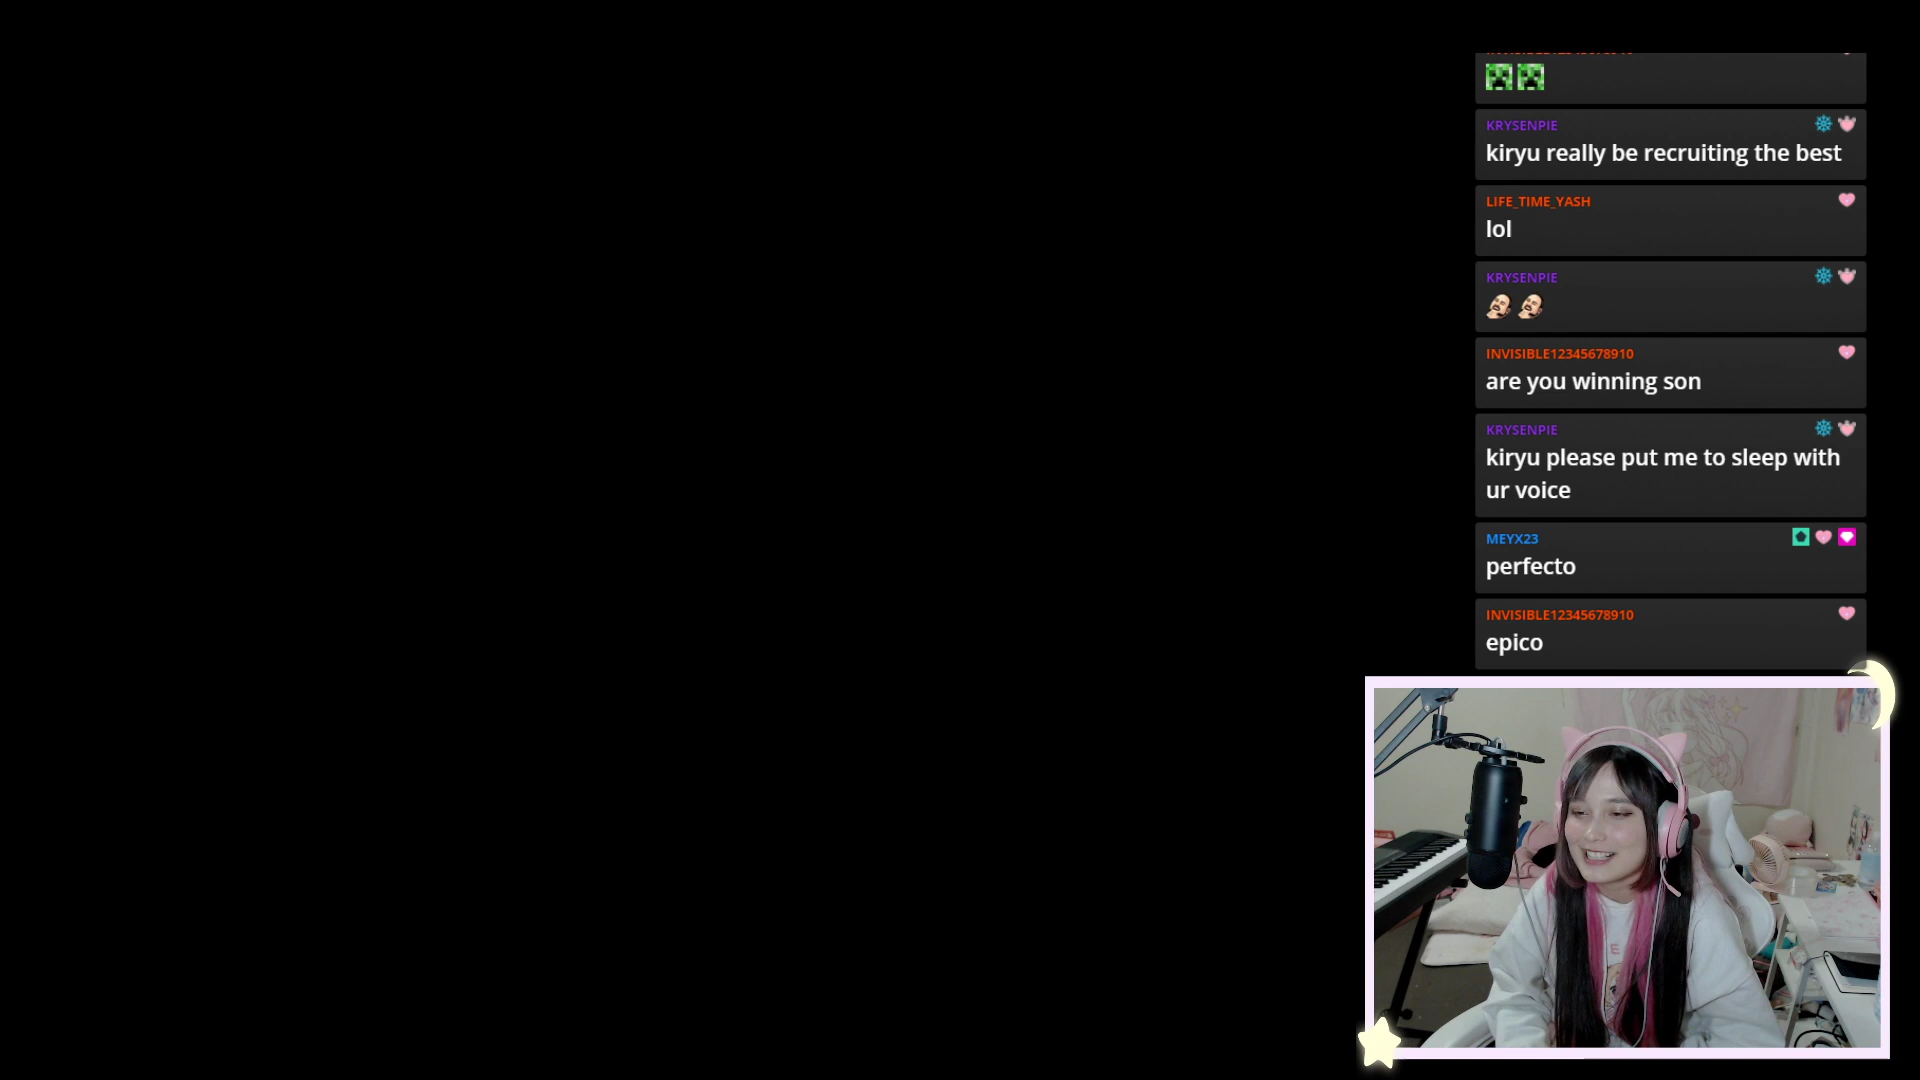 KRYSENPIE
kiryu really be recruiting the best
LIFE_TIME_YASH
lol
KRYSENPIE
INVISIBLE12345678910
are you winning son
KRYSENPIE
kiryu please put me to sleep with
ur voice
MEYX23
perfecto
INVISIBLE12345678910
epico